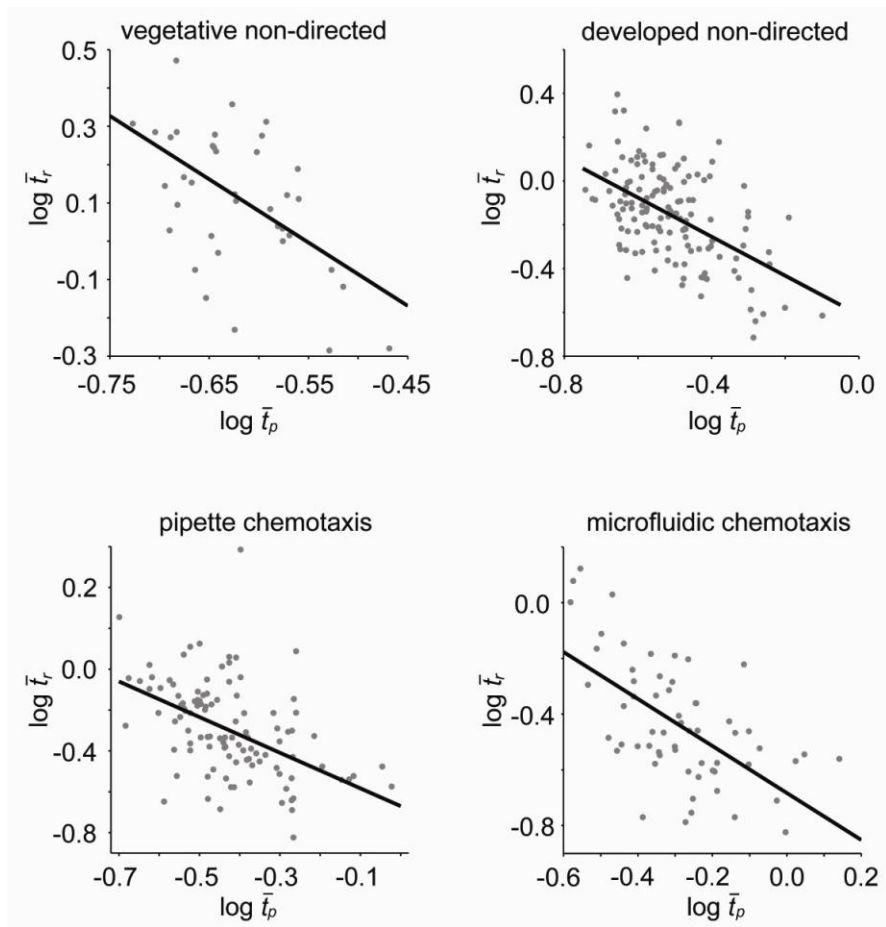 vegetative non-directed
0.5
0.3
0.1
-0.1
-0.3
log t̄r
-0.75 -0.65 -0.55 -0.45
log t̄p
developed non-directed
0.4
0.0
-0.4
-0.8
log t̄r
-0.8 -0.4 0.0
log t̄p
pipette chemotaxis
0.2
0.0
-0.4
-0.8
log t̄r
-0.7 -0.5 -0.3 -0.1
log t̄p
microfluidic chemotaxis
0.0
-0.4
-0.8
log t̄r
-0.6 -0.4 -0.2 0.0 0.2
log t̄p